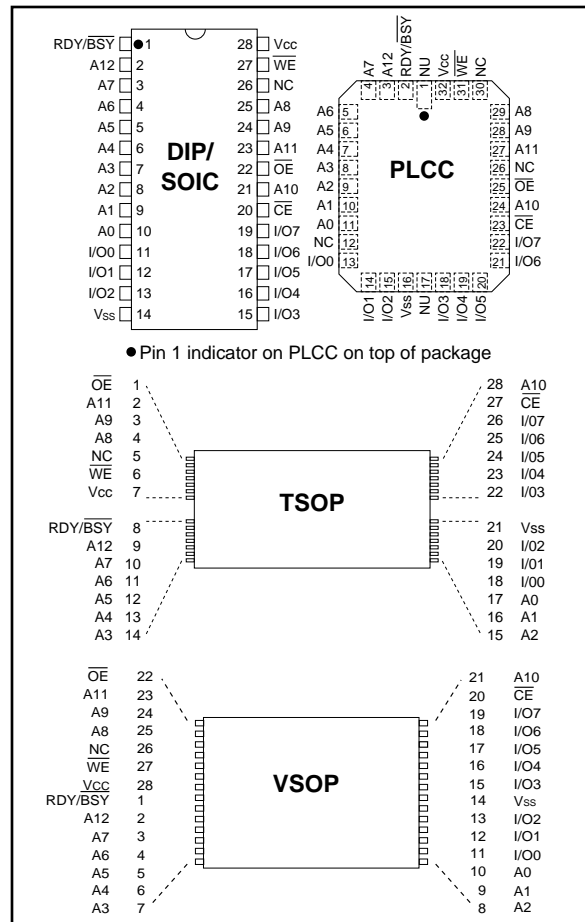 RDY/BSY 1 28 Vcc
A12 2 27 WE
A7 3 26 NC
A6 4 25 A8
A5 5 24 A9
A4 6 23 A11
A3 7 22 OE
A2 8 21 A10
A1 9 20 CE
A0 10 19 I/O7
I/O0 11 18 I/O6
I/O1 12 17 I/O5
I/O2 13 16 I/O4
Vss 14 15 I/O3
DIP/
SOIC
A7 A12 RDY/BSY NU Vcc WE NC
4 3 2 1 32 31 30
A6 5 29 A8
A5 6 28 A9
A4 7 27 A11
A3 8 26 NC
A2 9 25 OE
A1 10 24 A10
A0 11 23 CE
NC 12 22 I/O7
I/O0 13 21 I/O6
PLCC
14 15 16 17 18 19 20
I/O1 I/O2 Vss NU I/O3 I/O4 I/O5
● Pin 1 indicator on PLCC on top of package
OE 1 28 A10
A11 2 27 CE
A9 3 26 I/07
A8 4 25 I/06
NC 5 24 I/05
WE 6 23 I/04
Vcc 7 22 I/03
TSOP
RDY/BSY 8 21 Vss
A12 9 20 I/02
A7 10 19 I/01
A6 11 18 I/00
A5 12 17 A0
A4 13 16 A1
A3 14 15 A2
OE 22 21 A10
A11 23 20 CE
A9 24 19 I/O7
A8 25 18 I/O6
NC 26 17 I/O5
WE 27 16 I/O4
Vcc 28 15 I/O3
RDY/BSY 1 14 Vss
A12 2 13 I/O2
A7 3 12 I/O1
A6 4 11 I/O0
A5 5 10 A0
A4 6 9 A1
A3 7 8 A2
VSOP